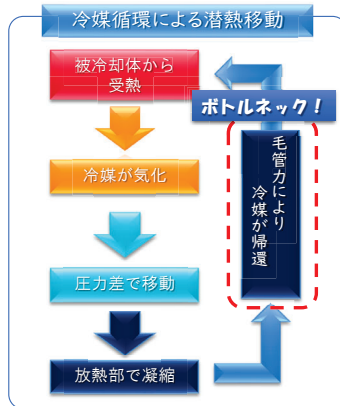 冷媒循環による潜熱移動
被冷却体から
受熱
ボトルネック！
冷媒が気化
毛管力により
冷媒が帰還
圧力差で移動
放熱部で凝縮